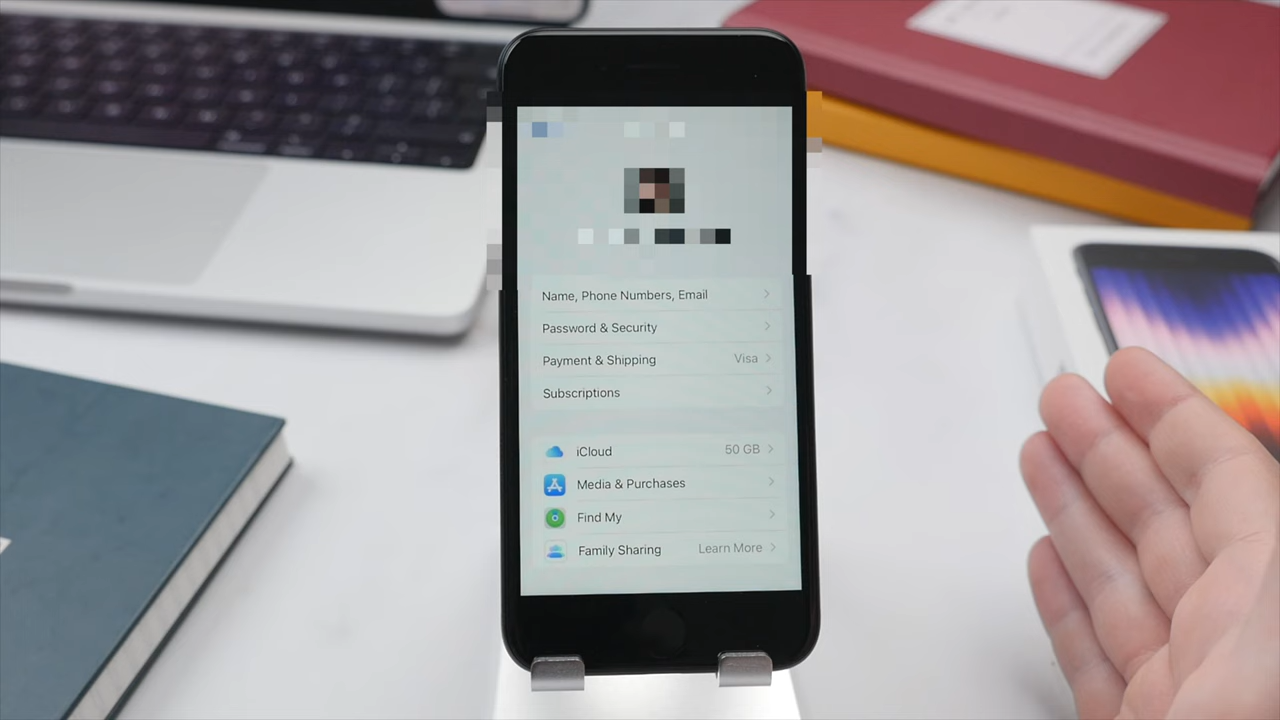 Name, Phone Numbers, Email
Password & Security
Payment & Shipping Visa
Subscriptions
iCloud 50 GB
Media & Purchases
Find My
Family Sharing Learn More